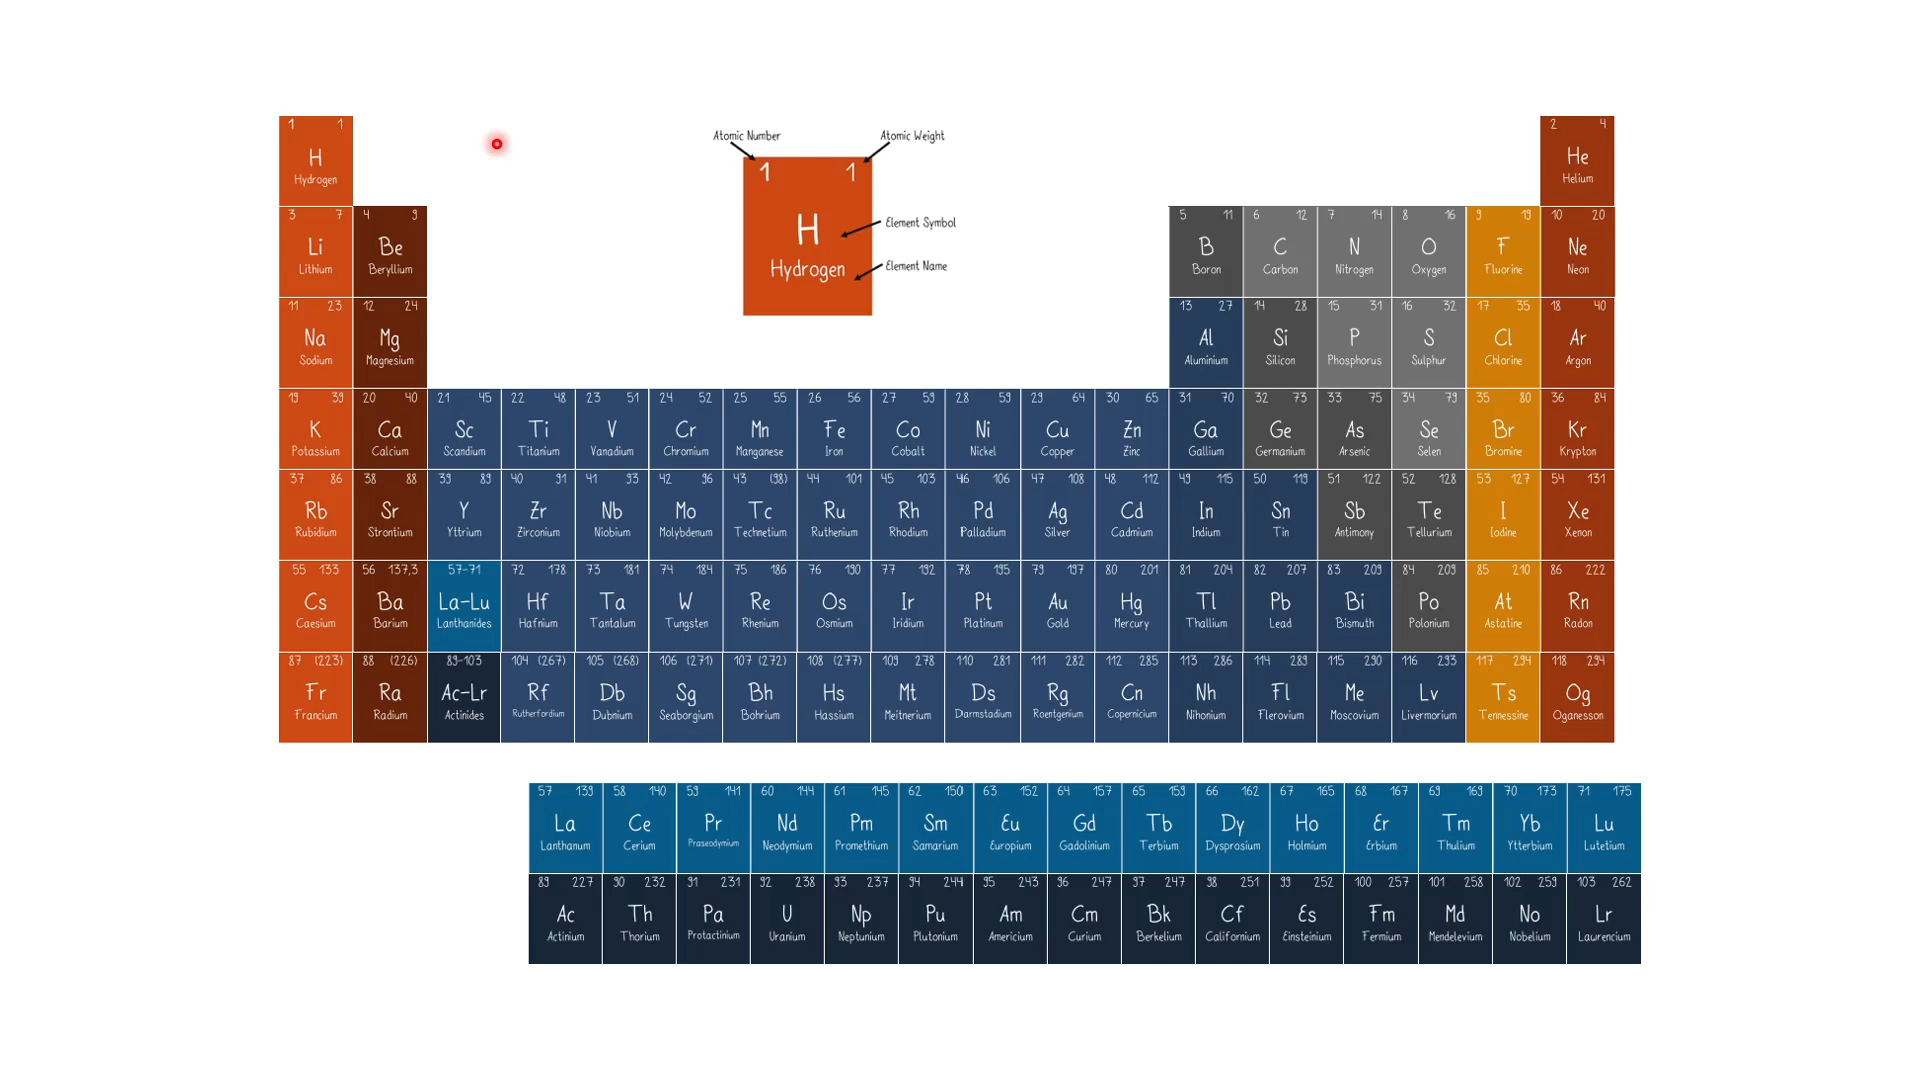 1 1
H
Hydrogen
Atomic Number
Atomic Weight
1 1
H
Hydrogen
Element Symbol
Element Name
2 4
He
Helium
3 7 4 9 5 11 6 12 7 14 8 16 9 19 10 20
Li Be B C N O F Ne
Lithium Beryllium Boron Carbon Nitrogen Oxygen Fluorine Neon
11 23 12 24 13 27 14 28 15 31 16 32 17 35 18 40
Na Mg Al Si P S Cl Ar
Sodium Magnesium Aluminium Silicon Phosphorus Sulphur Chlorine Argon
19 39 20 40 21 45 22 48 23 51 24 52 25 55 26 56 27 59 28 59 29 64 30 65 31 70 32 73 33 75 34 79 35 80 36 84
K Ca Sc Ti V Cr Mn Fe Co Ni Cu Zn Ga Ge As Se Br Kr
Potassium Calcium Scandium Titanium Vanadium Chromium Manganese Iron Cobalt Nickel Copper Zinc Gallium Germanium Arsenic Selen Bromine Krypton
37 86 38 88 39 89 40 91 41 93 42 96 43 (98) 44 101 45 103 46 106 47 108 48 112 49 115 50 119 51 122 52 128 53 127 54 131
Rb Sr Y Zr Nb Mo Tc Ru Rh Pd Ag Cd In Sn Sb Te I Xe
Rubidium Strontium Yttrium Zirconium Niobium Molybdenum Technetium Ruthenium Rhodium Palladium Silver Cadmium Indium Tin Antimony Tellurium Iodine Xenon
55 133 56 137,3 57-71 72 178 73 181 74 184 75 186 76 190 77 192 78 195 79 197 80 201 81 204 82 207 83 209 84 209 85 210 86 222
Cs Ba La-Lu Hf Ta W Re Os Ir Pt Au Hg Tl Pb Bi Po At Rn
Caesium Barium Lanthanides Hafnium Tantalum Tungsten Rhenium Osmium Iridium Platinum Gold Mercury Thallium Lead Bismuth Polonium Astatine Radon
87 (223) 88 (226) 89-103 104 (267) 105 (268) 106 (271) 107 (272) 108 (277) 109 278 110 281 111 282 112 285 113 286 114 289 115 290 116 293 117 294 118 294
Fr Ra Ac-Lr Rf Db Sg Bh Hs Mt Ds Rg Cn Nh Fl Me Lv Ts Og
Francium Radium Actinides Rutherfordium Dubnium Seaborgium Bohrium Hassium Meitnerium Darmstadium Roentgenium Copernicium Nihonium Flerovium Moscovium Livermorium Tennessine Oganesson
57 139 58 140 59 141 60 144 61 145 62 150 63 152 64 157 65 159 66 162 67 165 68 167 69 169 70 173 71 175
La Ce Pr Nd Pm Sm Eu Gd Tb Dy Ho Er Tm Yb Lu
Lanthanum Cerium Praseodymium Neodymium Promethium Samarium Europium Gadolinium Terbium Dysprosium Holmium Erbium Thulium Ytterbium Lutetium
89 227 90 232 91 231 92 238 93 237 94 244 95 243 96 247 97 247 98 251 99 252 100 257 101 258 102 259 103 262
Ac Th Pa U Np Pu Am Cm Bk Cf Es Fm Md No Lr
Actinium Thorium Protactinium Uranium Neptunium Plutonium Americium Curium Berkelium Californium Einsteinium Fermium Mendelevium Nobelium Laurencium